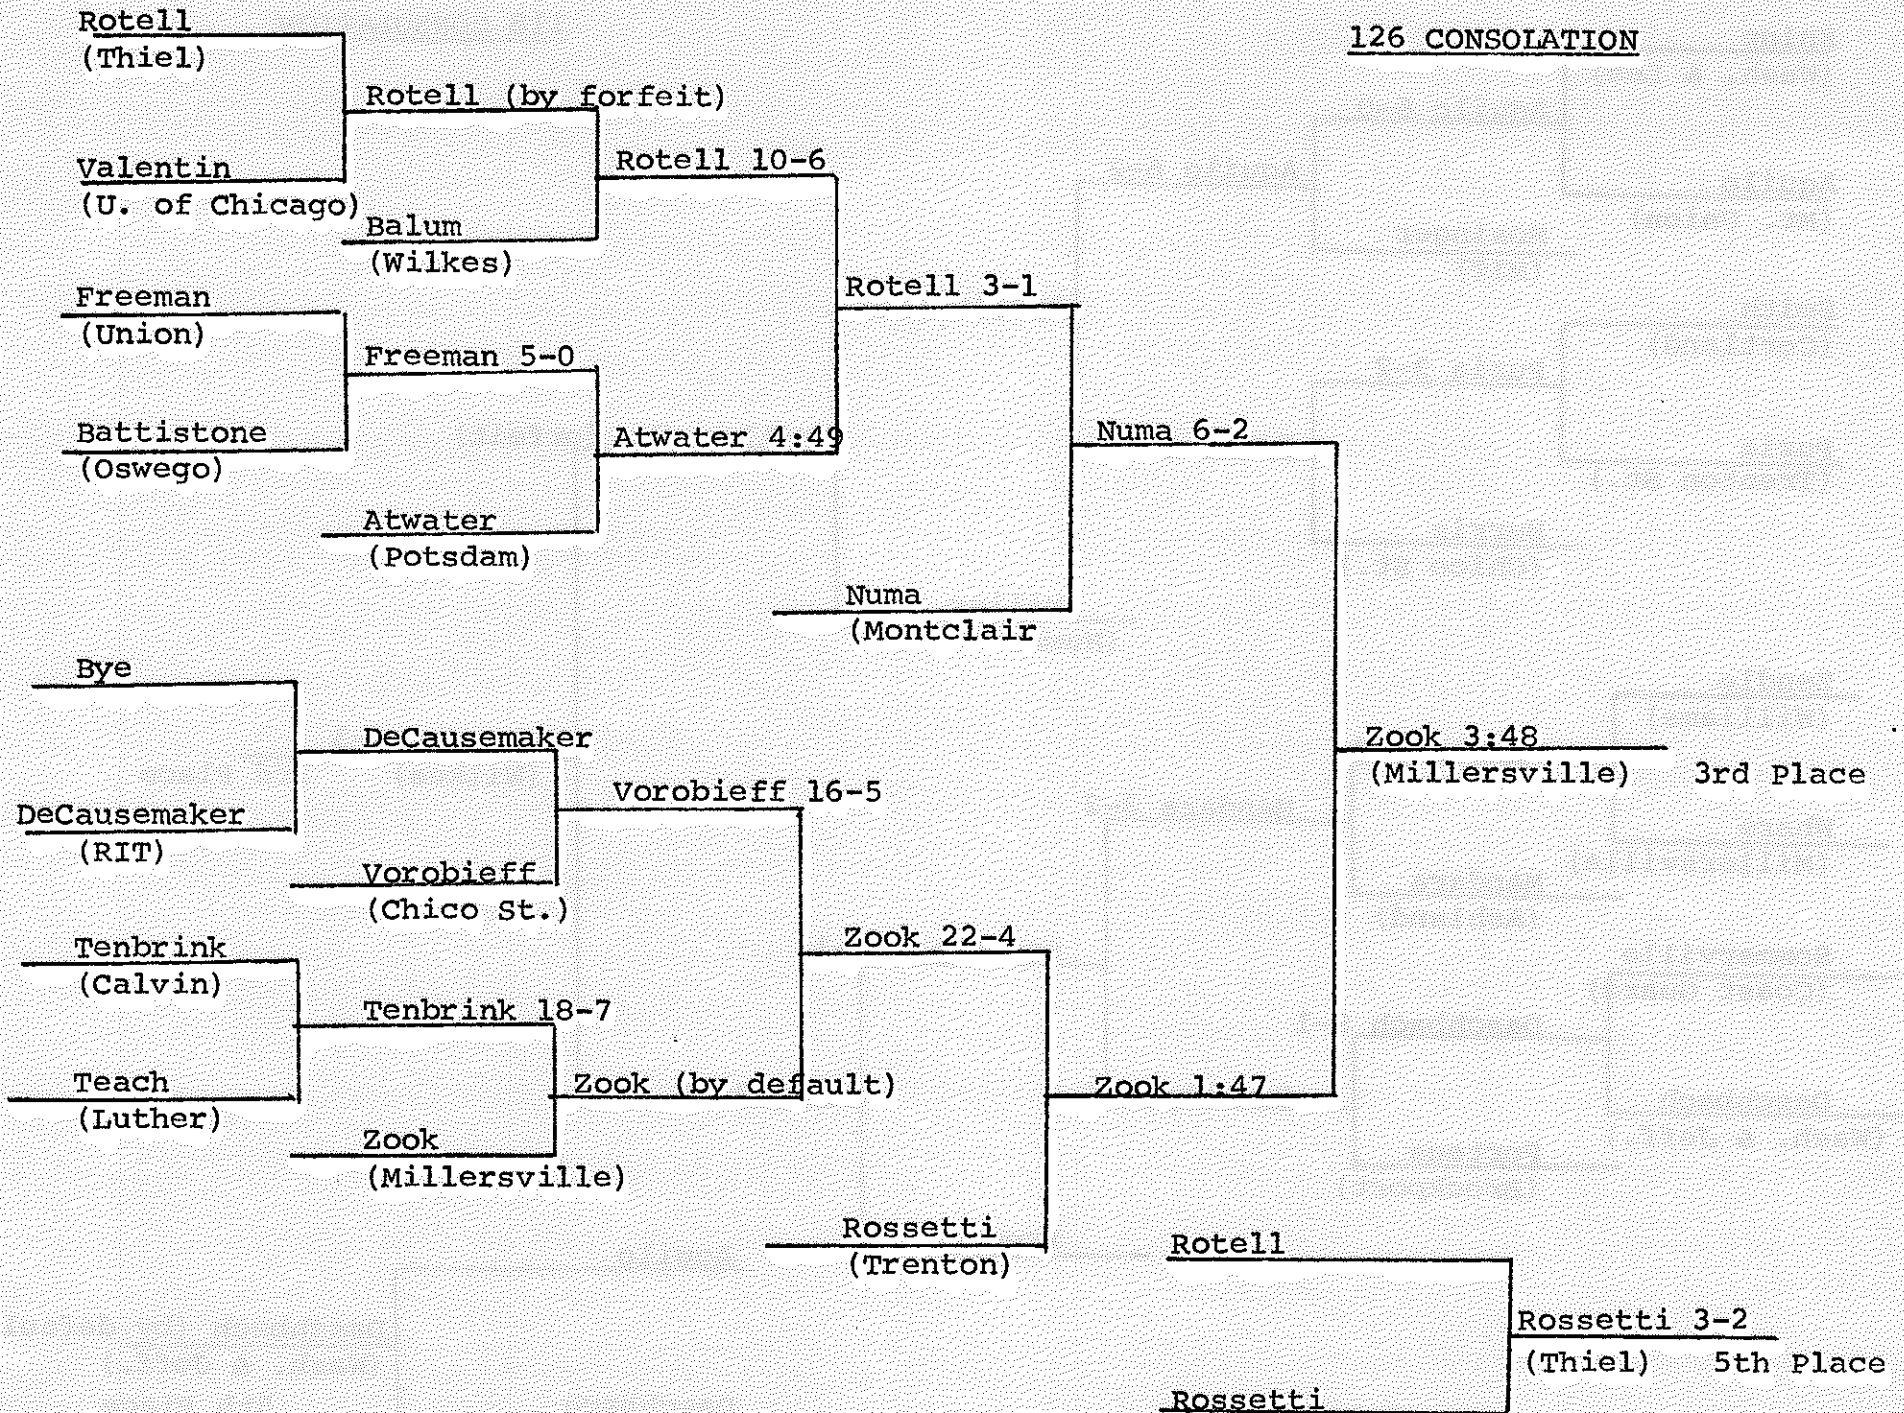 126 CONSOLATION
Rotell
(Thiel)
Rotell (by forfeit)
Valentin
(U. of Chicago)
Rotell 10-6
Balum
(Wilkes)
Freeman
(Union)
Rotell 3-1
Freeman 5-0
Battistone
(Oswego)
Atwater 4:49
Numa 6-2
Atwater
(Potsdam)
Numa
(Montclair
Bye
DeCausemaker
DeCausemaker
(RIT)
Vorobieff 16-5
Zook 3:48
(Millersville) 3rd Place
Vorobieff
(Chico St.)
Tenbrink
(Calvin)
Zook 22-4
Tenbrink 18-7
Teach
(Luther)
Zook (by default)
Zook 1:47
Zook
(Millersville)
Rossetti
(Trenton)
Rotell
Rossetti 3-2
(Thiel) 5th Place
Rossetti